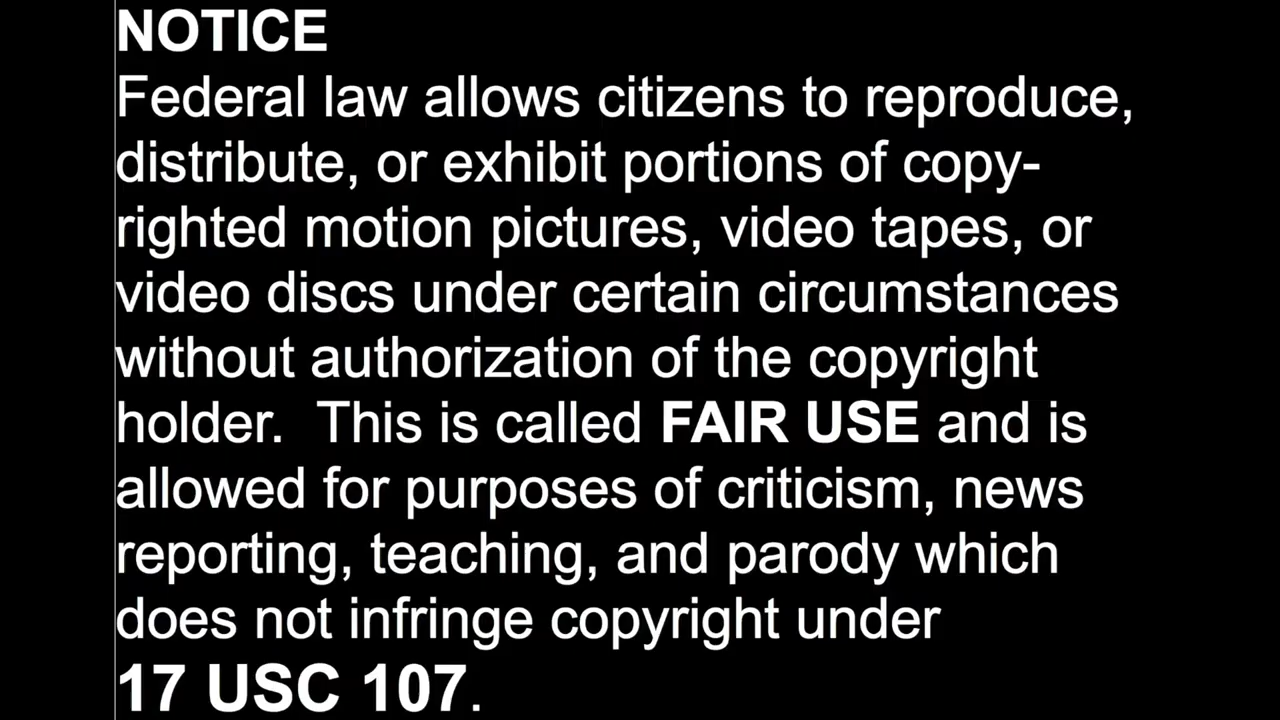 NOTICE
Federal law allows citizens to reproduce,
distribute, or exhibit portions of copy-
righted motion pictures, video tapes, or
video discs under certain circumstances
without authorization of the copyright
holder.  This is called FAIR USE and is
allowed for purposes of criticism, news
reporting, teaching, and parody which
does not infringe copyright under
17 USC 107.